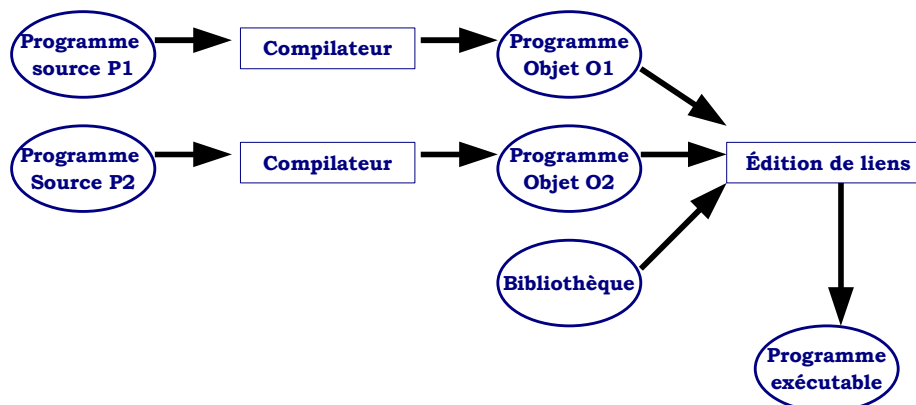 Programme
source P1
Compilateur
Programme
Objet O1
Programme
Source P2
Compilateur
Programme
Objet O2
Édition de liens
Bibliothèque
Programme
exécutable